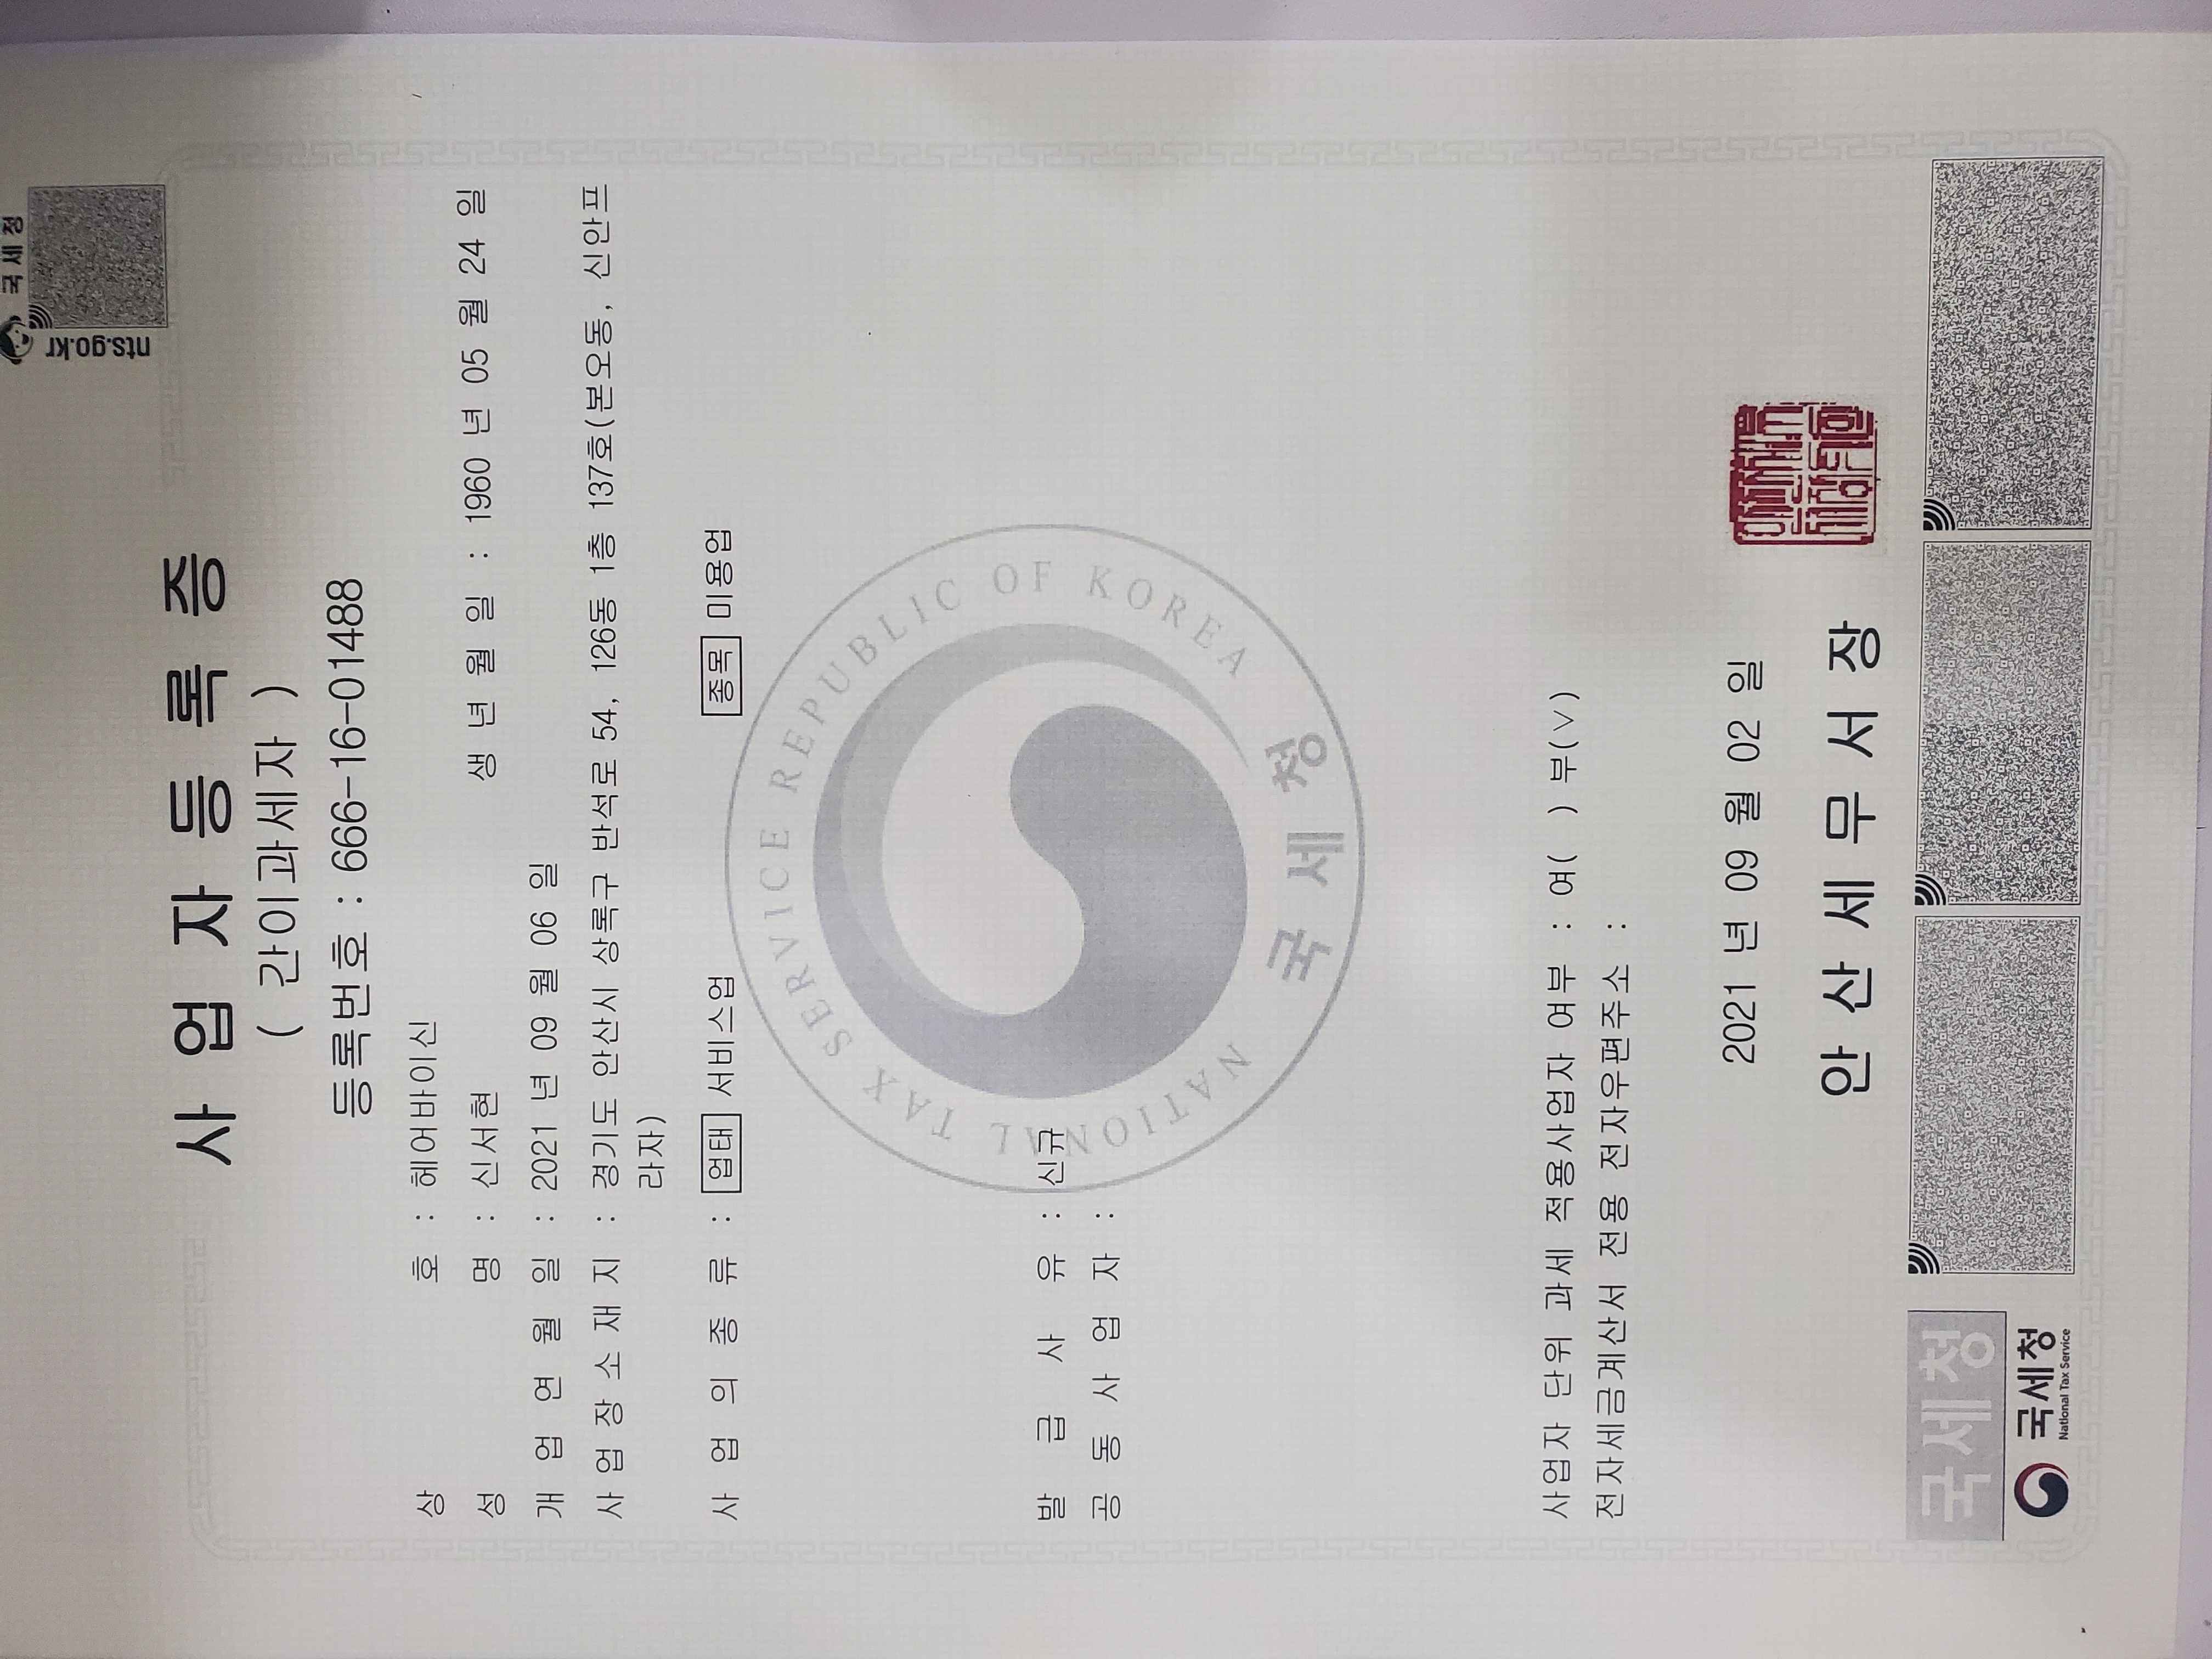 국세청
nts.go.kr
사업자등록증
( 간이과세자 )
등록번호 : 666-16-01488
상 호 : 헤어바이신
성 명 : 신서현 생 년 월 일 : 1960 년 05 월 24 일
개 업 연 월 일 : 2021 년 09 월 06 일
사 업 장 소 재 지 : 경기도 안산시 상록구 반석로 54, 126동 1층 137호(본오동, 신안프
라자)
사 업 의 종 류 : 업태 서비스업 종목 미용업
NATIONAL TAX SERVICE REPUBLIC OF KOREA
국세청
발 급 사 유 : 신규
공 동 사 업 자 :
사업자 단위 과세 적용사업자 여부 : 여( ) 부(∨)
전자세금계산서 전용 전자우편주소 :
2021 년 09 월 02 일
안 산 세 무 서 장
국세청
국세청
National Tax Service